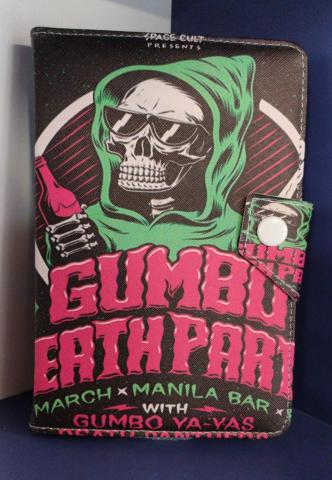 SPACE CULT
PRESENTS
GUMBO
EATH PART
MARCH x MANILA BAR x
WITH
GUMBO YA-YAS